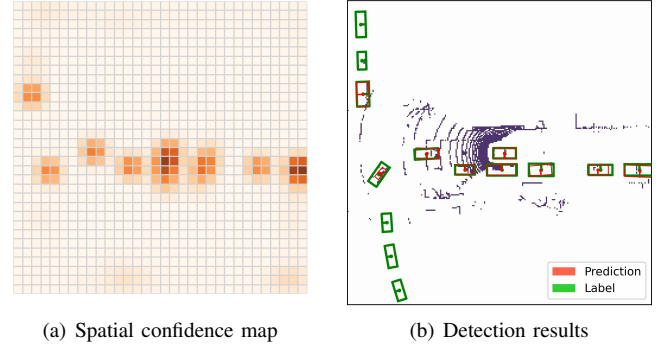 Prediction
Label
(a) Spatial confidence map
(b) Detection results